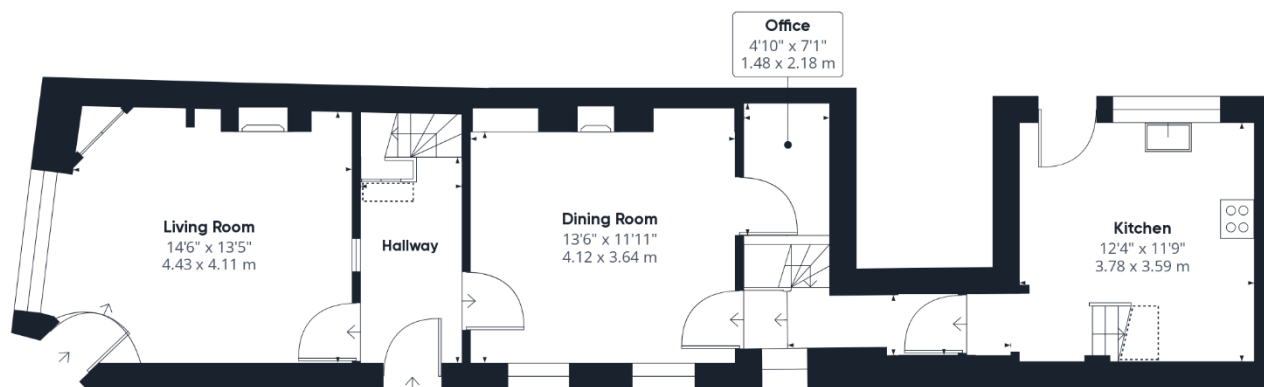 Office
4'10" x 7'1"
1.48 x 2.18 m
Living Room
14'6" x 13'5"
4.43 x 4.11 m
Hallway
Dining Room
13'6" x 11'11"
4.12 x 3.64 m
Kitchen
12'4" x 11'9"
3.78 x 3.59 m